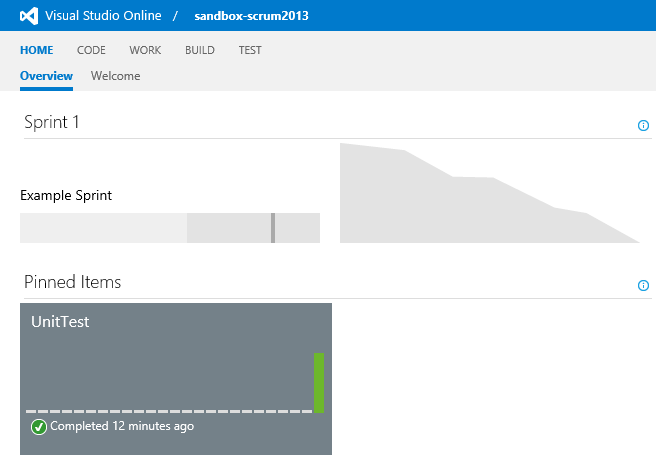 Visual Studio Online / sandbox-scrum2013
HOME CODE WORK BUILD TEST
Overview Welcome
Sprint 1
Example Sprint
Pinned Items
UnitTest
Completed 12 minutes ago